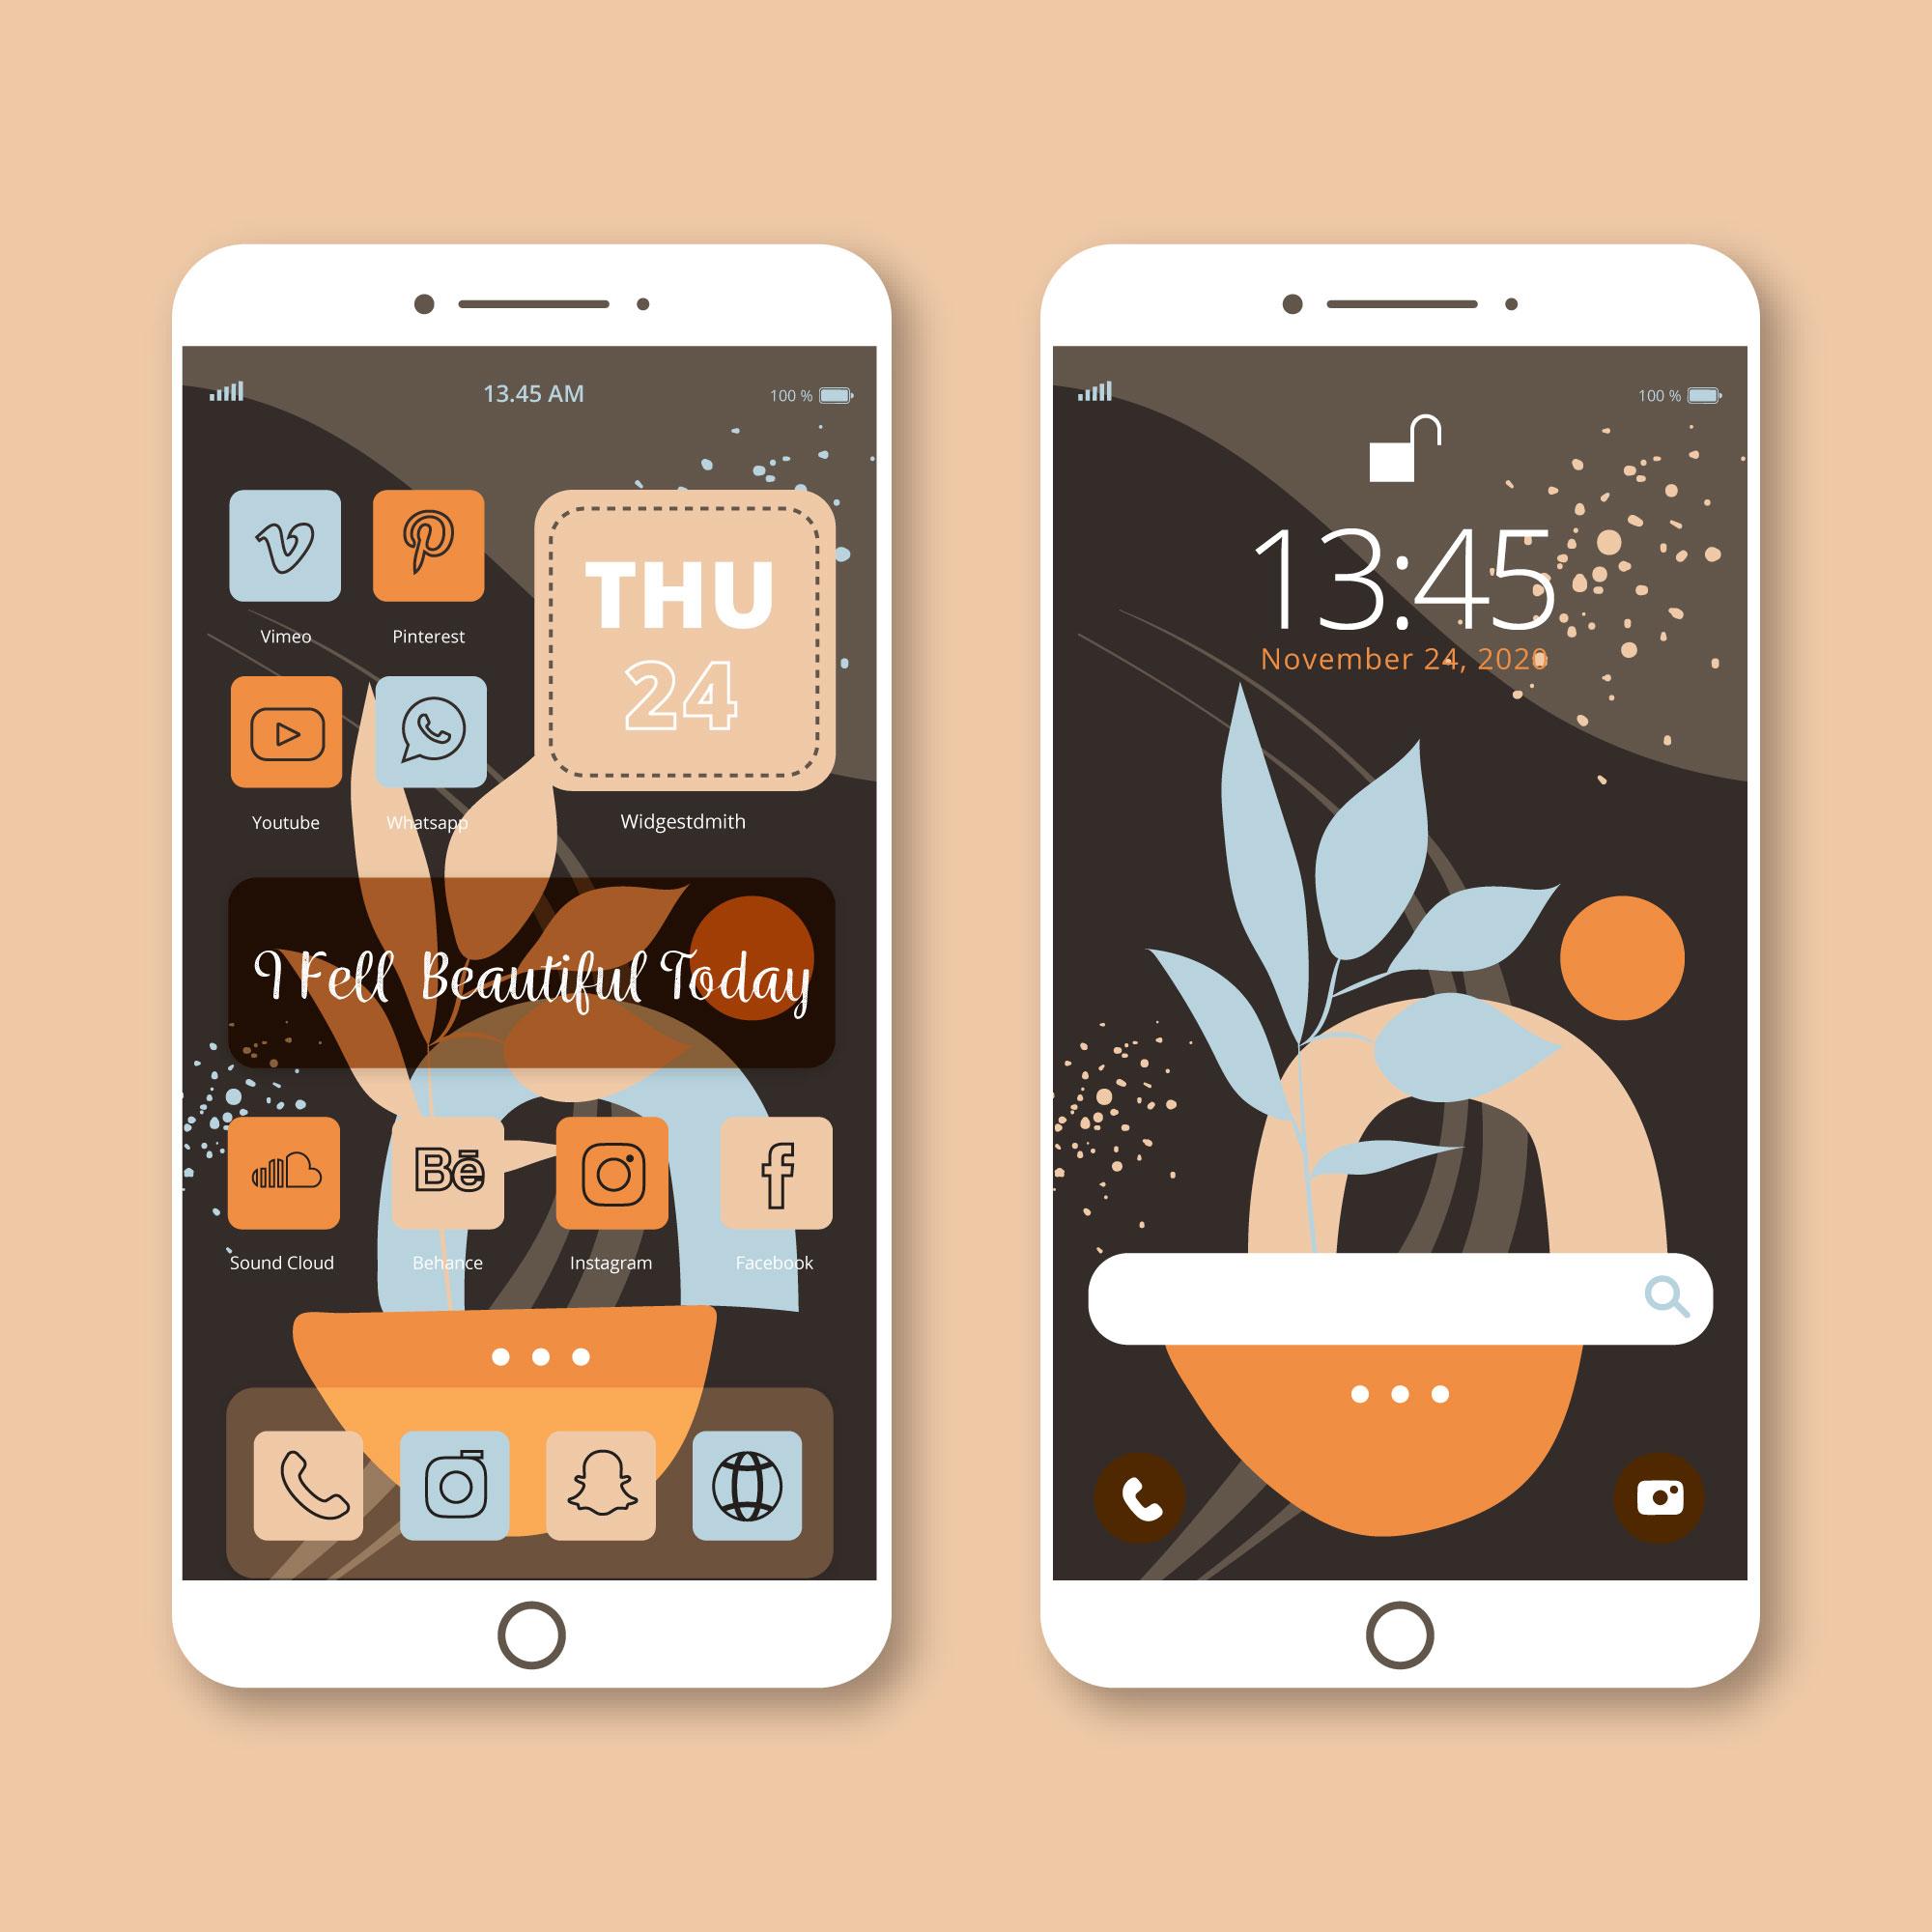 13.45 AM
100 %
Vimeo
Pinterest
THU
24
Youtube
Whatsapp
Widgestdmith
I Fell Beautiful Today
Bē
Sound Cloud
Behance
Instagram
Facebook
100 %
13:45
November 24, 2020